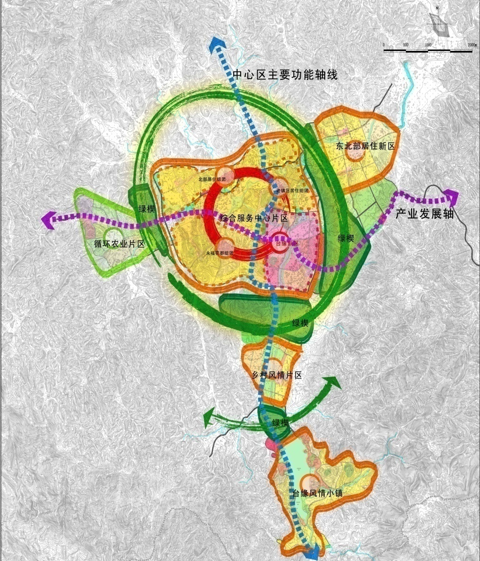 中心区主要功能轴线
东北部居住新区
绿楔
产业发展轴
综合服务中心片区
绿楔
循环农业片区
绿楔
乡村风情片区
绿楔
台缘风情小镇